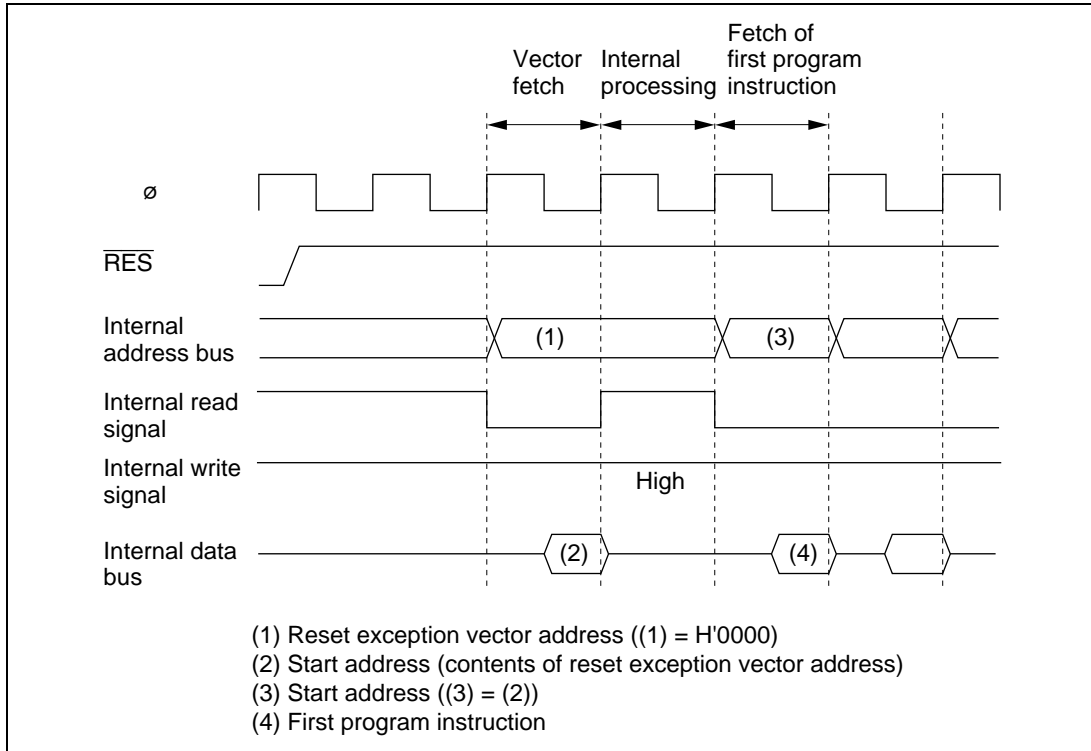 Vector
fetch
Internal
processing
Fetch of
first program
instruction
ø
RES
Internal
address bus
(1)
(3)
Internal read
signal
Internal write
signal
High
Internal data
bus
(2)
(4)
(1) Reset exception vector address ((1) = H'0000)
(2) Start address (contents of reset exception vector address)
(3) Start address ((3) = (2))
(4) First program instruction